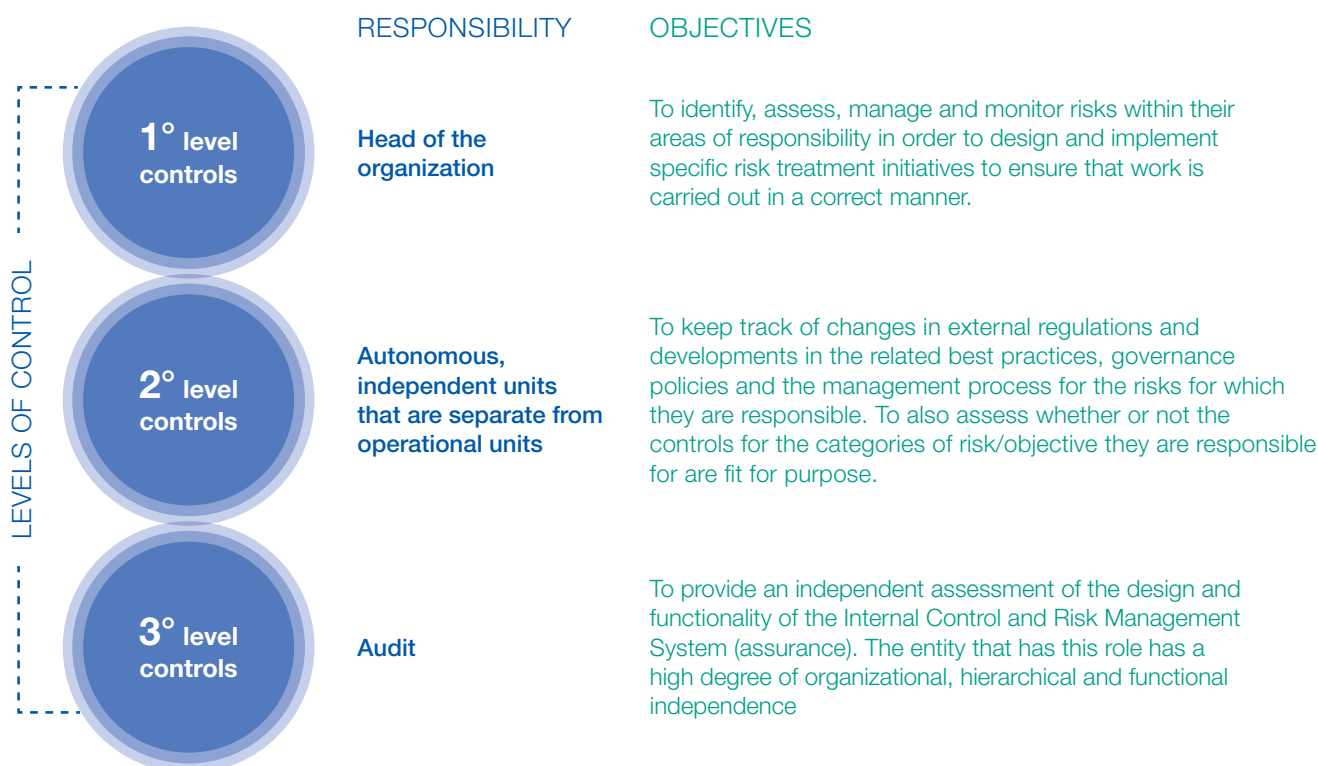 RESPONSIBILITY
OBJECTIVES
LEVELS OF CONTROL
1° level
controls
Head of the
organization
To identify, assess, manage and monitor risks within their
areas of responsibility in order to design and implement
specific risk treatment initiatives to ensure that work is
carried out in a correct manner.
2° level
controls
Autonomous,
independent units
that are separate from
operational units
To keep track of changes in external regulations and
developments in the related best practices, governance
policies and the management process for the risks for which
they are responsible. To also assess whether or not the
controls for the categories of risk/objective they are responsible
for are fit for purpose.
3° level
controls
Audit
To provide an independent assessment of the design and
functionality of the Internal Control and Risk Management
System (assurance). The entity that has this role has a
high degree of organizational, hierarchical and functional
independence